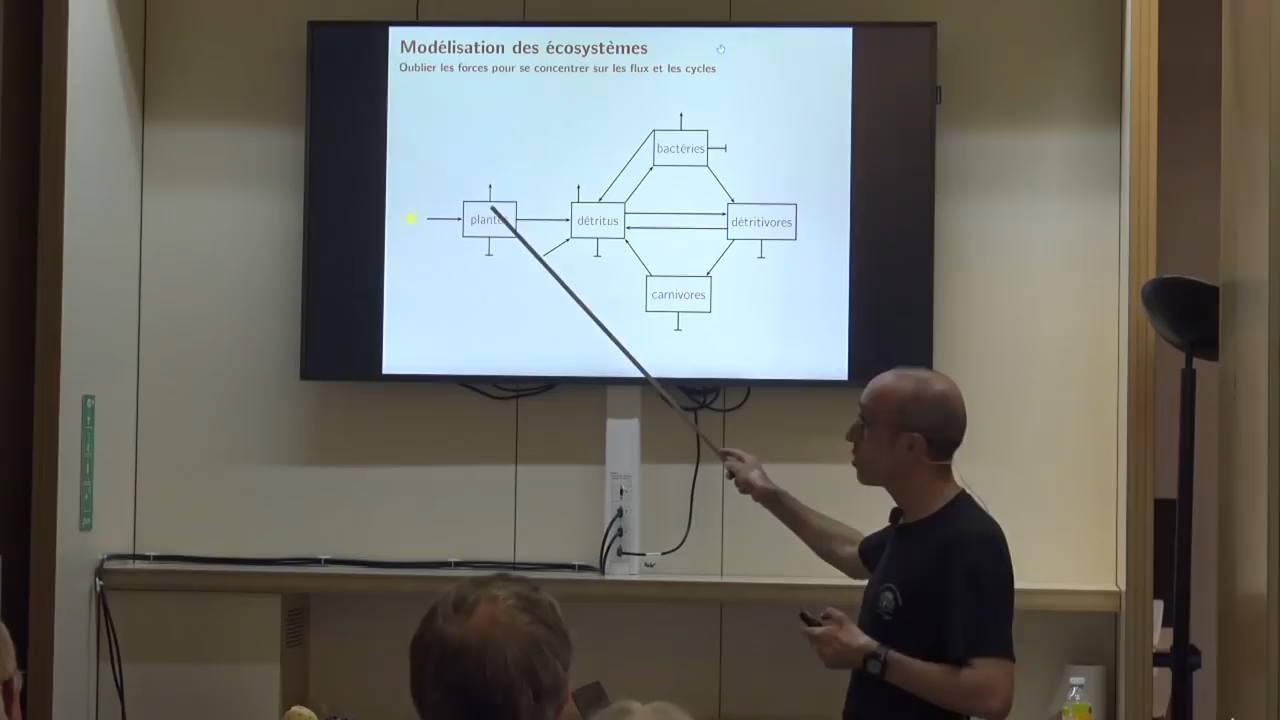 Modélisation des écosystèmes
Oublier les forces pour se concentrer sur les flux et les cycles
bactéries
plantes
détritus
détritivores
carnivores